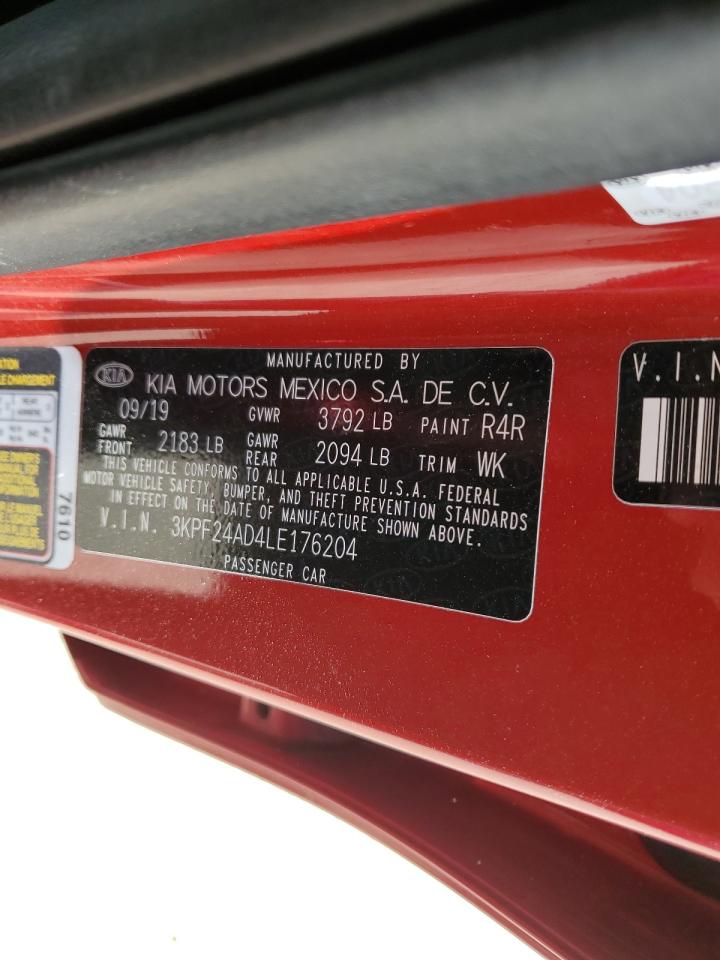 MANUFACTURED BY
KIA KIA MOTORS MEXICO S.A. DE C.V.
09/19 GVWR 3792 LB PAINT R4R
GAWR FRONT 2183 LB GAWR REAR 2094 LB TRIM WK
THIS VEHICLE CONFORMS TO ALL APPLICABLE U.S.A. FEDERAL
MOTOR VEHICLE SAFETY, BUMPER, AND THEFT PREVENTION STANDARDS
IN EFFECT ON THE DATE OF MANUFACTURE SHOWN ABOVE.
V.I.N. 3KPF24AD4LE176204
PASSENGER CAR
7610
V.I.N